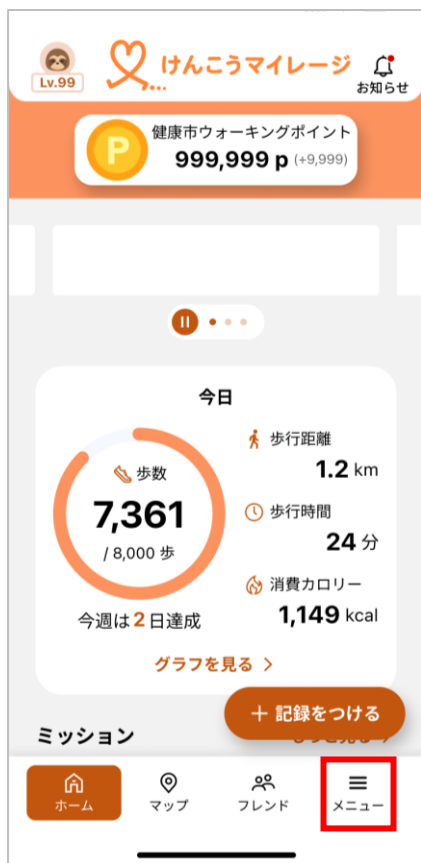 Lv.99
けんこうマイレージ
お知らせ
健康市ウォーキングポイント
P
999,999 p (+9,999)
今日
歩数
7,361
/ 8,000 歩
今週は2日達成
歩行距離
1.2 km
歩行時間
24 分
消費カロリー
1,149 kcal
グラフを見る
+ 記録をつける
ミッション
ホーム
マップ
フレンド
メニュー